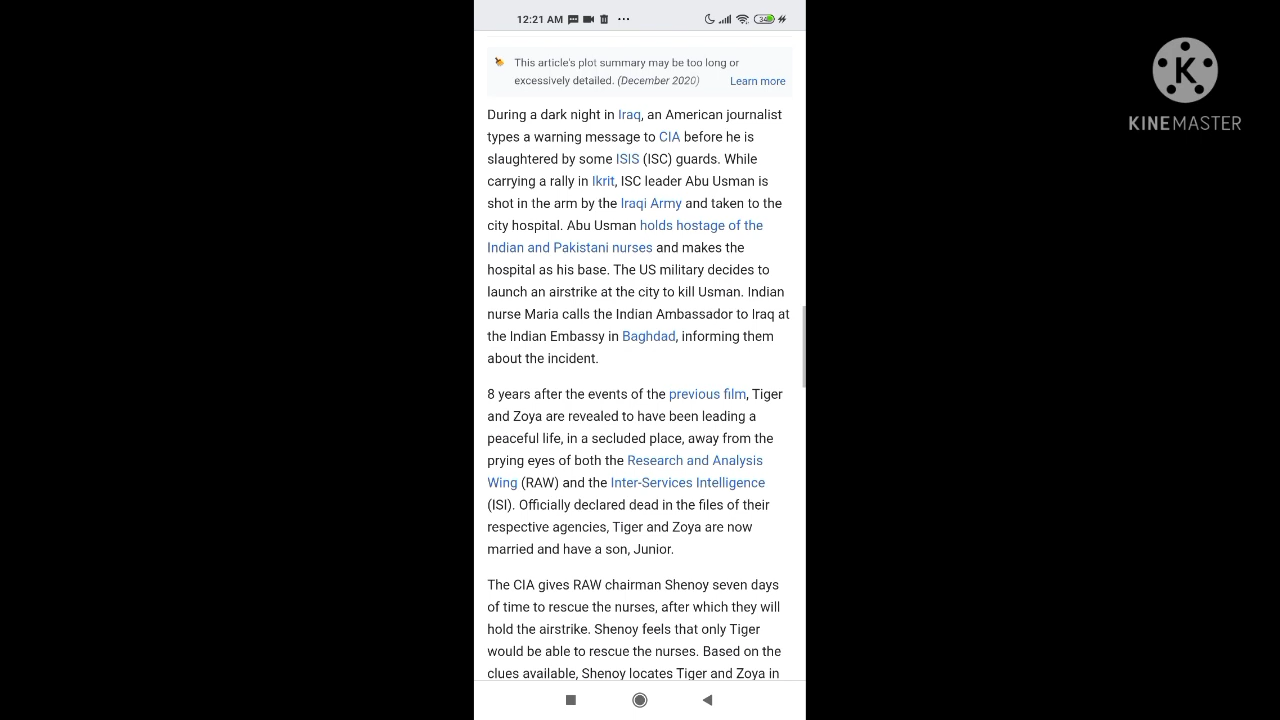 12:21 AM
34
This article's plot summary may be too long or
excessively detailed. (December 2020) Learn more
During a dark night in Iraq, an American journalist
types a warning message to CIA before he is
slaughtered by some ISIS (ISC) guards. While
carrying a rally in Ikrit, ISC leader Abu Usman is
shot in the arm by the Iraqi Army and taken to the
city hospital. Abu Usman holds hostage of the
Indian and Pakistani nurses and makes the
hospital as his base. The US military decides to
launch an airstrike at the city to kill Usman. Indian
nurse Maria calls the Indian Ambassador to Iraq at
the Indian Embassy in Baghdad, informing them
about the incident.
8 years after the events of the previous film, Tiger
and Zoya are revealed to have been leading a
peaceful life, in a secluded place, away from the
prying eyes of both the Research and Analysis
Wing (RAW) and the Inter-Services Intelligence
(ISI). Officially declared dead in the files of their
respective agencies, Tiger and Zoya are now
married and have a son, Junior.
The CIA gives RAW chairman Shenoy seven days
of time to rescue the nurses, after which they will
hold the airstrike. Shenoy feels that only Tiger
would be able to rescue the nurses. Based on the
clues available, Shenoy locates Tiger and Zoya in
K
KINEMASTER